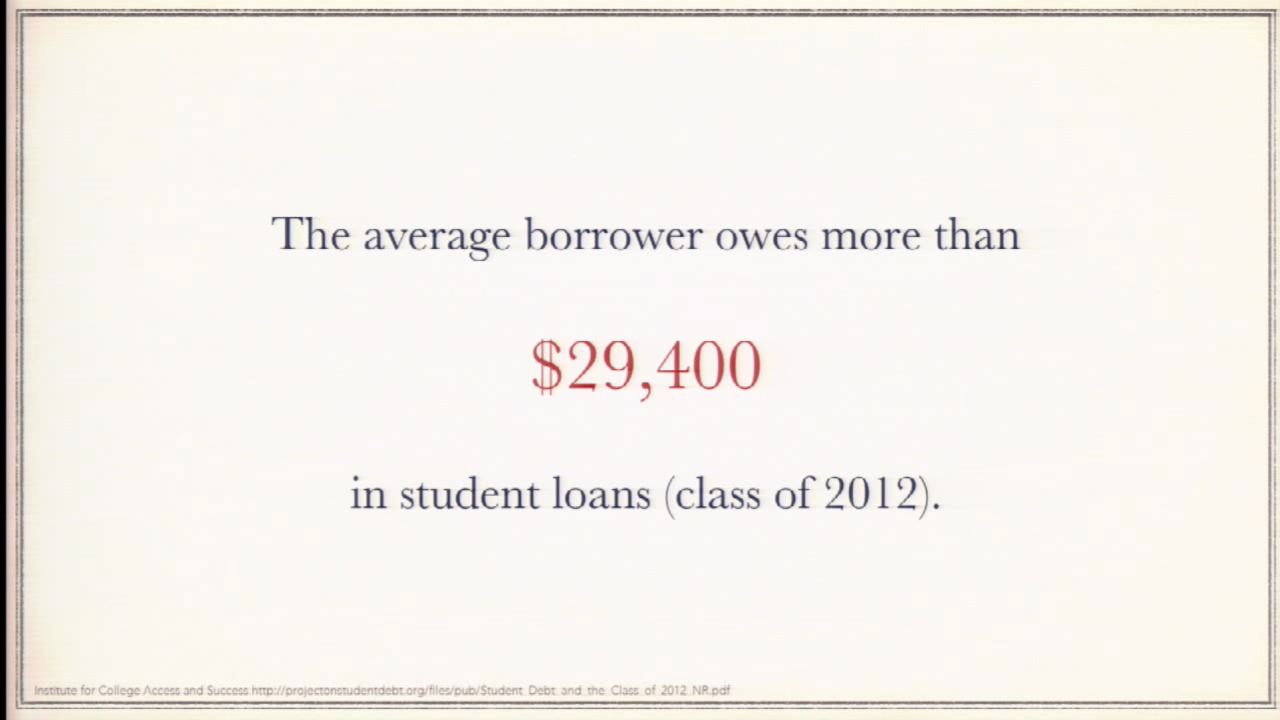 The average borrower owes more than
$29,400
in student loans (class of 2012).
Institute for College Access and Success http://projectonstudentdebt.org/files/pub/Student_Debt_and_the_Class_of_2012_NR.pdf